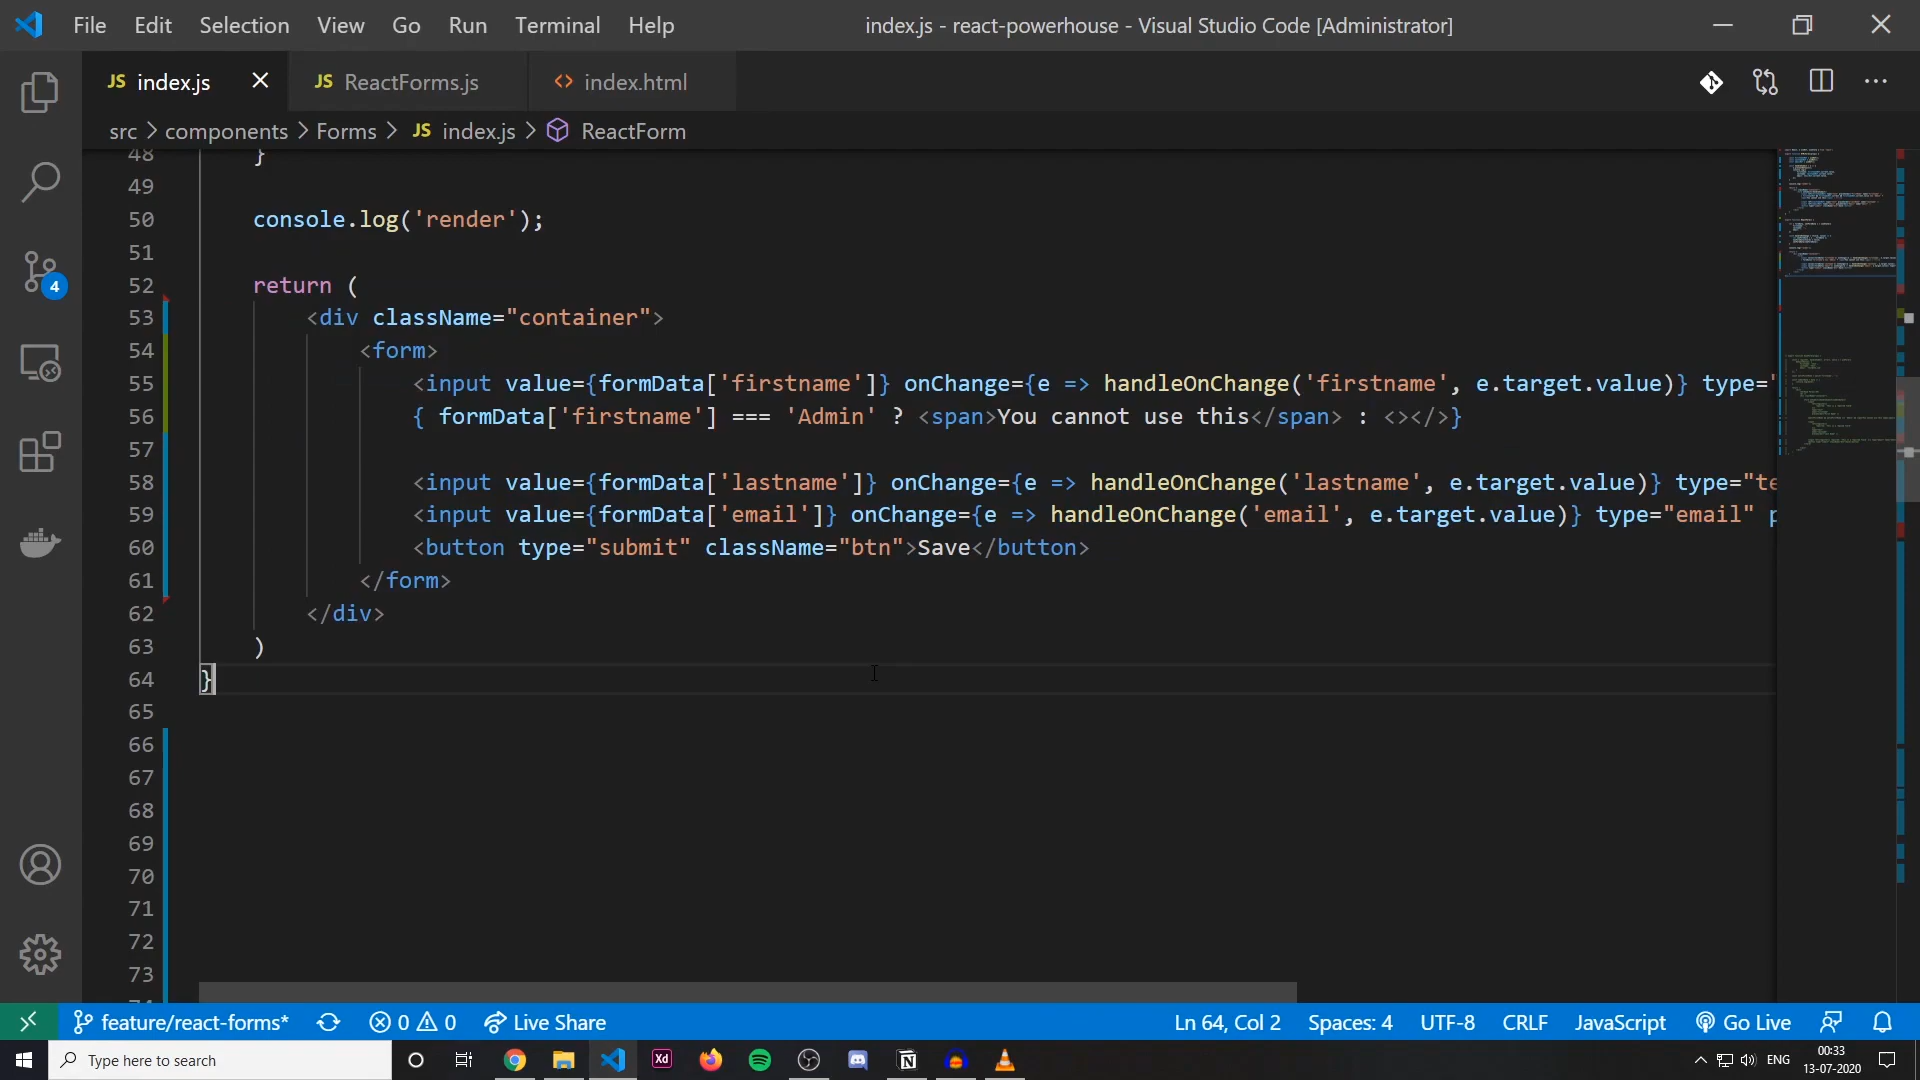 File Edit Selection View Go Run Terminal Help index.js - react-powerhouse - Visual Studio Code [Administrator]
JS index.js JS ReactForms.js <> index.html
src > components > Forms > JS index.js > ReactForm
48 }
49
50 console.log('render');
51
52 return (
53 <div className="container">
54 <form>
55 <input value={formData['firstname']} onChange={e => handleOnChange('firstname', e.target.value)} type="
56 { formData['firstname'] === 'Admin' ? <span>You cannot use this</span> : <></>}
57
58 <input value={formData['lastname']} onChange={e => handleOnChange('lastname', e.target.value)} type="te
59 <input value={formData['email']} onChange={e => handleOnChange('email', e.target.value)} type="email" p
60 <button type="submit" className="btn">Save</button>
61 </form>
62 </div>
63 )
64 }
65
66
67
68
69
70
71
72
73
4
feature/react-forms* 0 0 Live Share Ln 64, Col 2 Spaces: 4 UTF-8 CRLF JavaScript Go Live
Type here to search Xd N ENG 00:33
13-07-2020